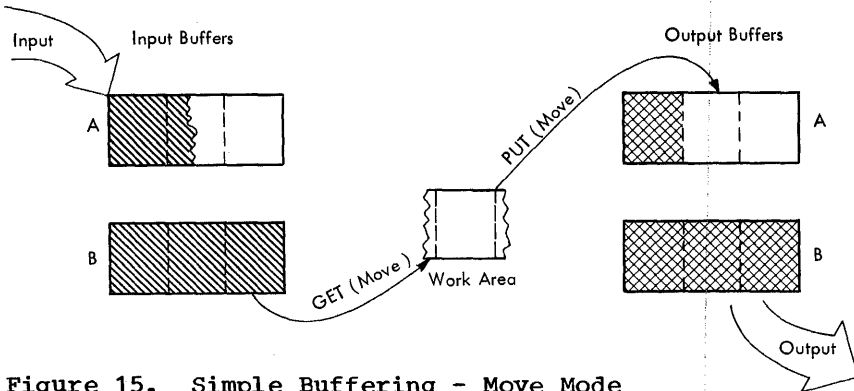 Input
Input Buffers
Output Buffers
A
PUT (Move)
A
B
GET (Move)
Work Area
B
Output
Figure 15. Simple Buffering - Move Mode